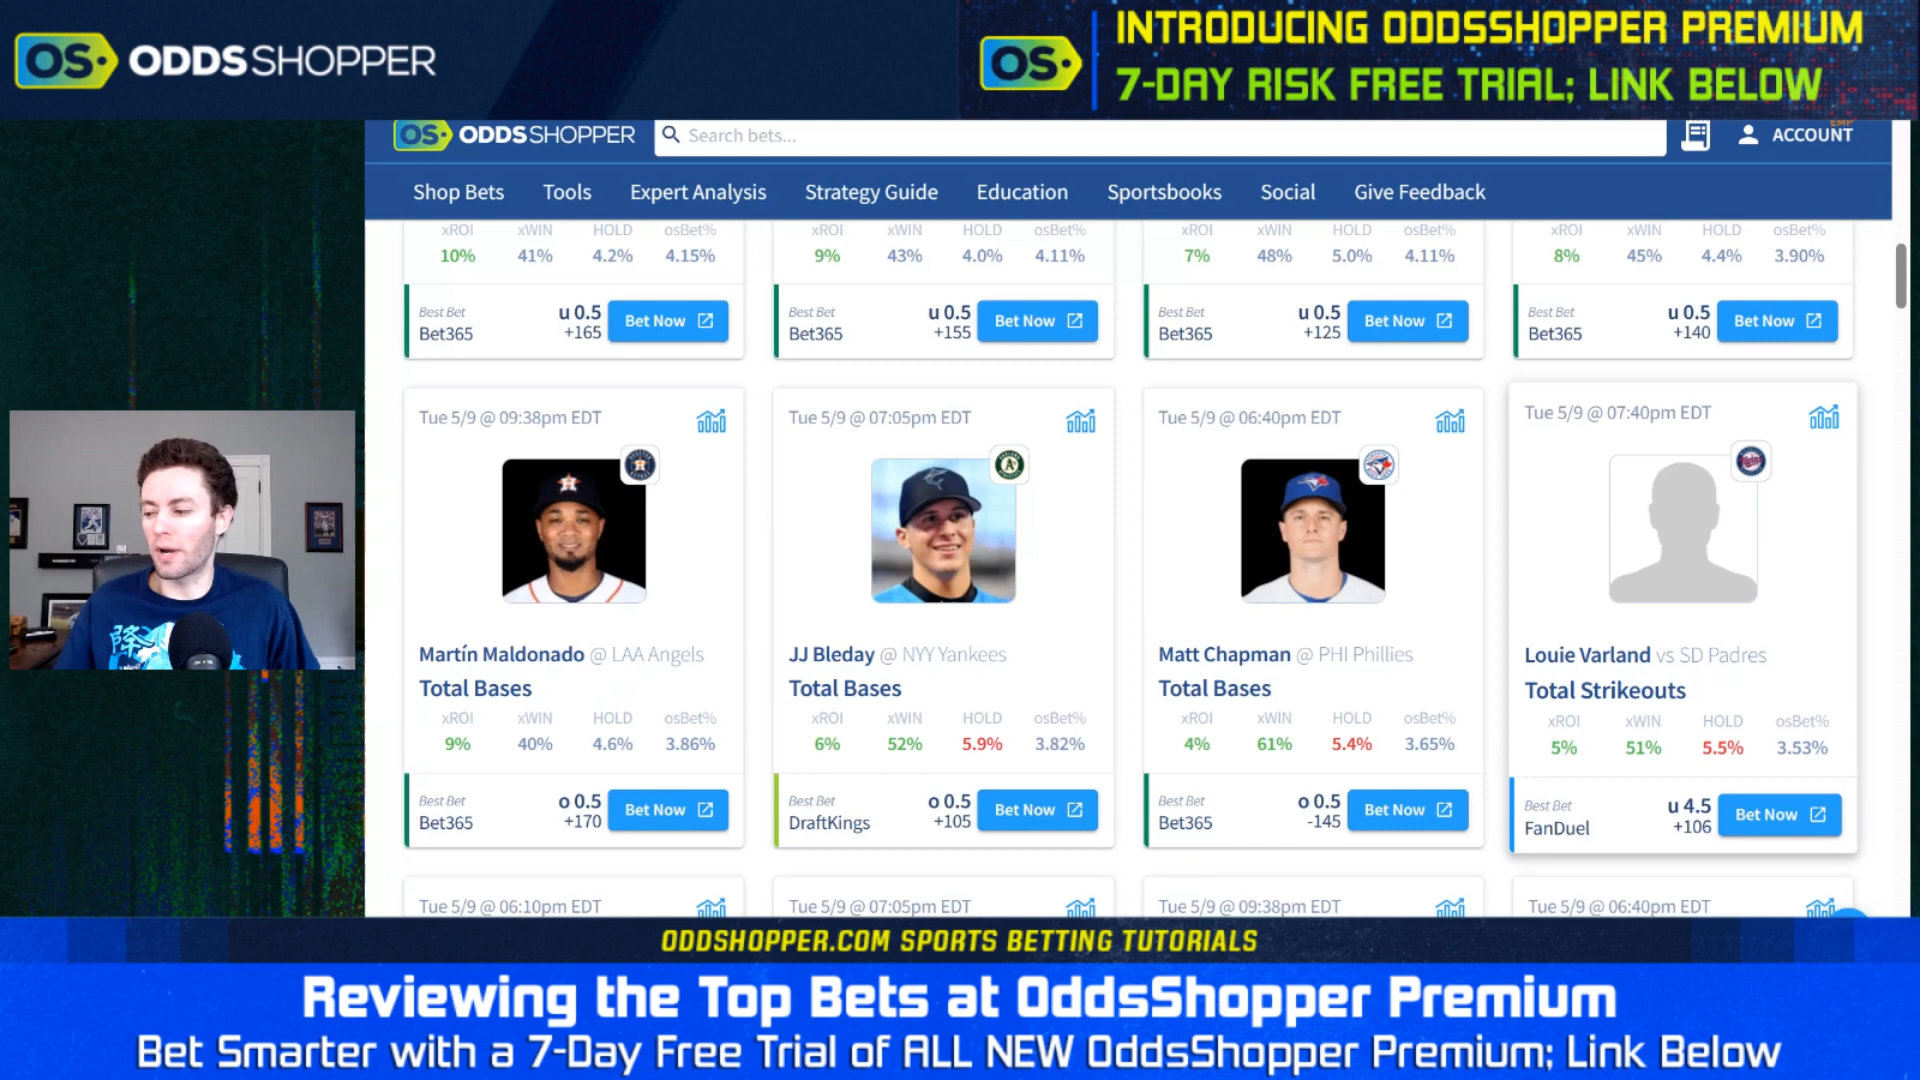 OS ODDSSHOPPER
OS
INTRODUCING ODDSSHOPPER PREMIUM
7-DAY RISK FREE TRIAL; LINK BELOW
OS ODDSSHOPPER
Search bets...
EMP
ACCOUNT
Shop Bets Tools Expert Analysis Strategy Guide Education Sportsbooks Social Give Feedback
xROI xWIN HOLD osBet% xROI xWIN HOLD osBet% xROI xWIN HOLD osBet% xROI xWIN HOLD osBet%
10% 41% 4.2% 4.15% 9% 43% 4.0% 4.11% 7% 48% 5.0% 4.11% 8% 45% 4.4% 3.90%
Best Bet u 0.5 Bet Now Best Bet u 0.5 Bet Now Best Bet u 0.5 Bet Now Best Bet u 0.5 Bet Now
Bet365 +165 Bet365 +155 Bet365 +125 Bet365 +140
Tue 5/9 @ 09:38pm EDT
Martín Maldonado @ LAA Angels
Total Bases
xROI xWIN HOLD osBet%
9% 40% 4.6% 3.86%
Best Bet o 0.5 Bet Now
Bet365 +170
Tue 5/9 @ 07:05pm EDT
JJ Bleday @ NYY Yankees
Total Bases
xROI xWIN HOLD osBet%
6% 52% 5.9% 3.82%
Best Bet o 0.5 Bet Now
DraftKings +105
Tue 5/9 @ 06:40pm EDT
Matt Chapman @ PHI Phillies
Total Bases
xROI xWIN HOLD osBet%
4% 61% 5.4% 3.65%
Best Bet o 0.5 Bet Now
Bet365 -145
Tue 5/9 @ 07:40pm EDT
Twins
Louie Varland vs SD Padres
Total Strikeouts
xROI xWIN HOLD osBet%
5% 51% 5.5% 3.53%
Best Bet u 4.5 Bet Now
FanDuel +106
Tue 5/9 @ 06:10pm EDT Tue 5/9 @ 07:05pm EDT Tue 5/9 @ 09:38pm EDT Tue 5/9 @ 06:40pm EDT
ODDSHOPPER.COM SPORTS BETTING TUTORIALS
Reviewing the Top Bets at OddsShopper Premium
Bet Smarter with a 7-Day Free Trial of ALL NEW OddsShopper Premium; Link Below